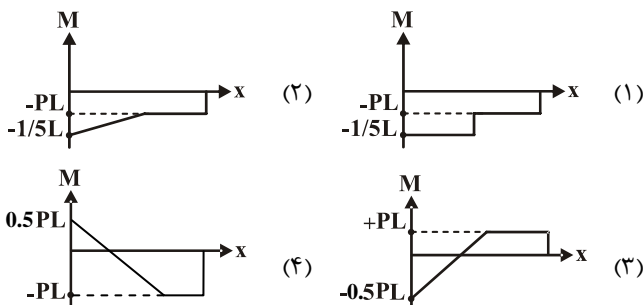 M M
x (۲) x (۱)
-PL -PL
-1/5L -1/5L
M M
0.5PL +PL
x (۴) x (۳)
-PL -0.5PL